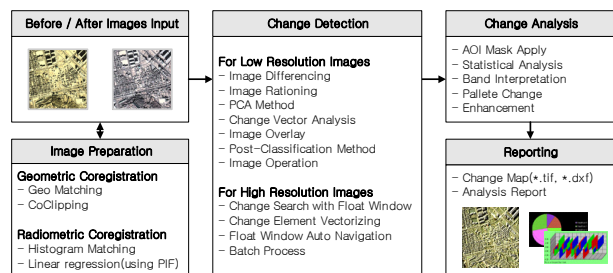 Before / After Images Input
Image Preparation
Geometric Coregistration
- Geo Matching
- CoClipping
Radiometric Coregistration
- Histogram Matching
- Linear regression(using PIF)
Change Detection
For Low Resolution Images
- Image Differencing
- Image Rationing
- PCA Method
- Change Vector Analysis
- Image Overlay
- Post-Classification Method
- Image Operation
For High Resolution Images
- Change Search with Float Window
- Change Element Vectorizing
- Float Window Auto Navigation
- Batch Process
Change Analysis
- AOI Mask Apply
- Statistical Analysis
- Band Interpretation
- Pallete Change
- Enhancement
Reporting
- Change Map(*.tif, *.dxf)
- Analysis Report